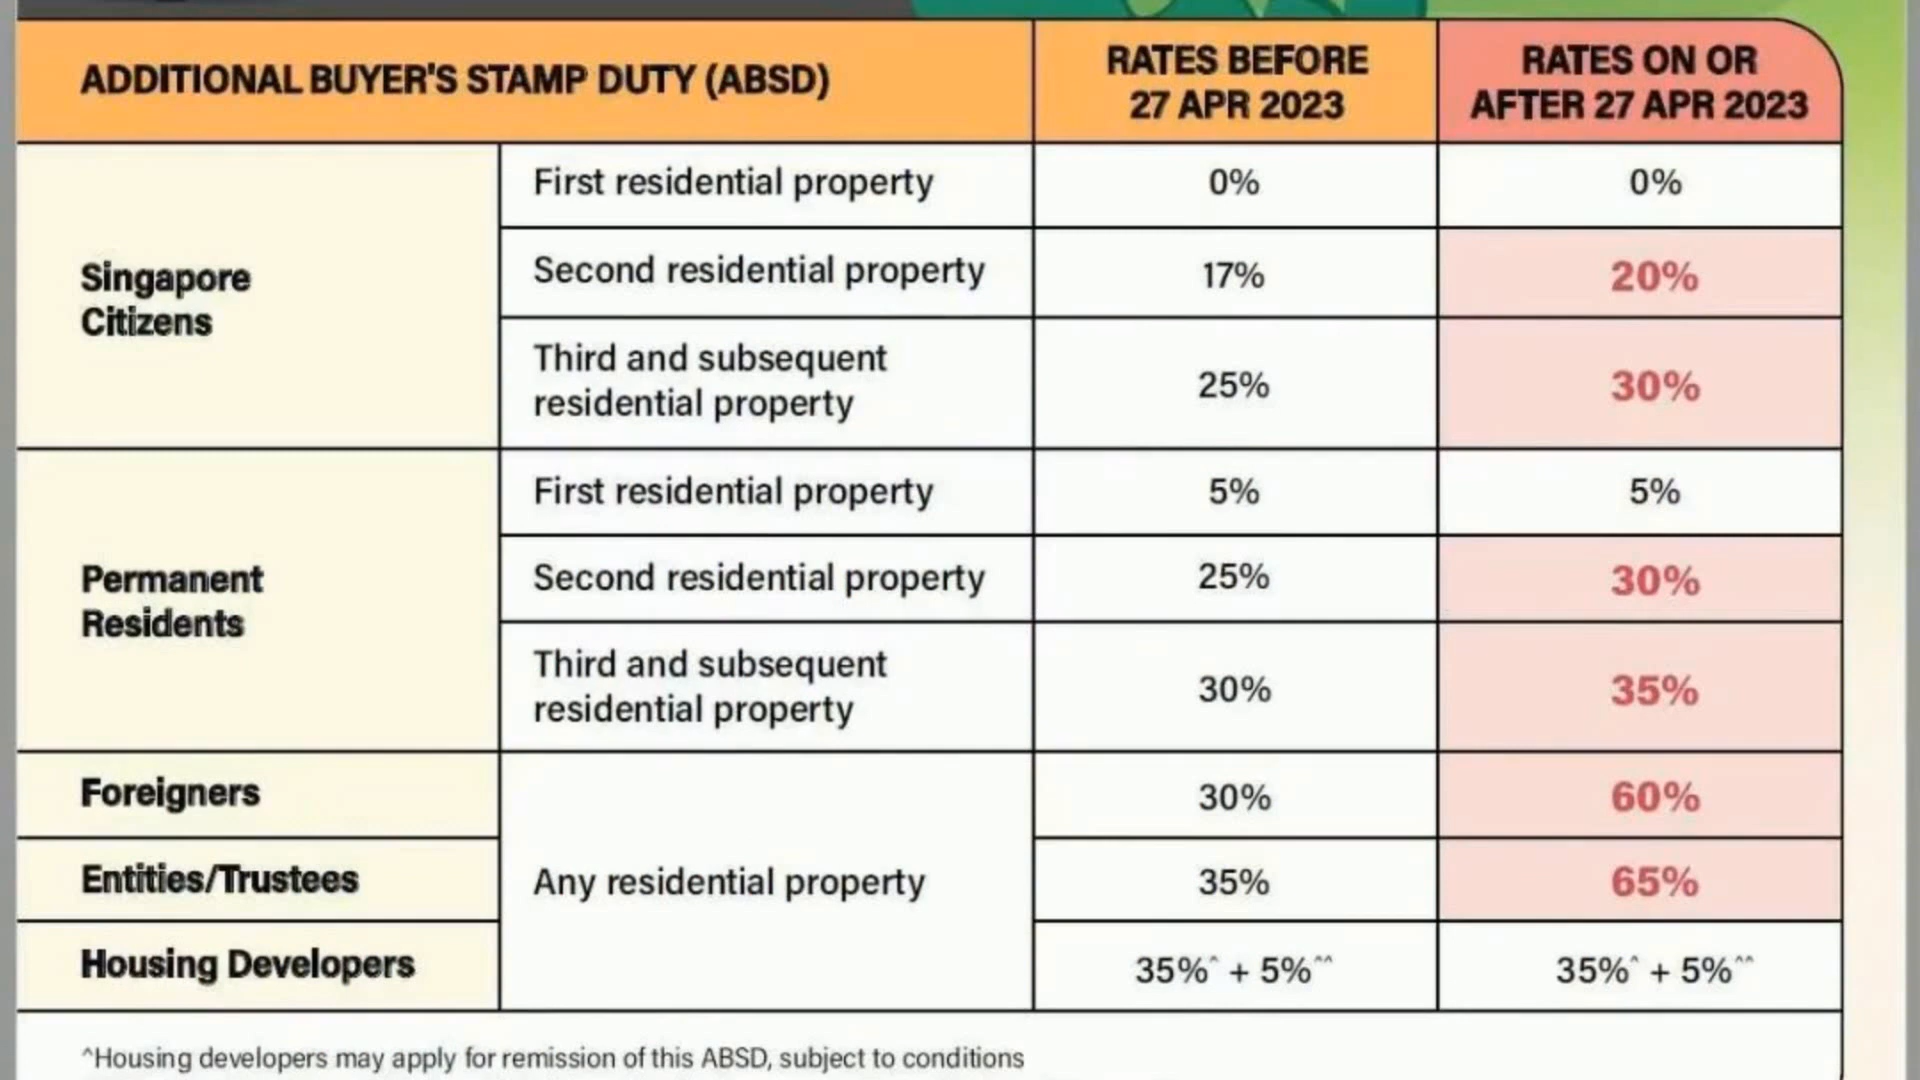 ADDITIONAL BUYER'S STAMP DUTY (ABSD)
RATES BEFORE
27 APR 2023
RATES ON OR
AFTER 27 APR 2023
Singapore
Citizens
First residential property
0%
0%
Second residential property
17%
20%
Third and subsequent
residential property
25%
30%
Permanent
Residents
First residential property
5%
5%
Second residential property
25%
30%
Third and subsequent
residential property
30%
35%
Foreigners
Any residential property
30%
60%
Entities/Trustees
35%
65%
Housing Developers
35%^ + 5%^^
35%^ + 5%^^
^Housing developers may apply for remission of this ABSD, subject to conditions